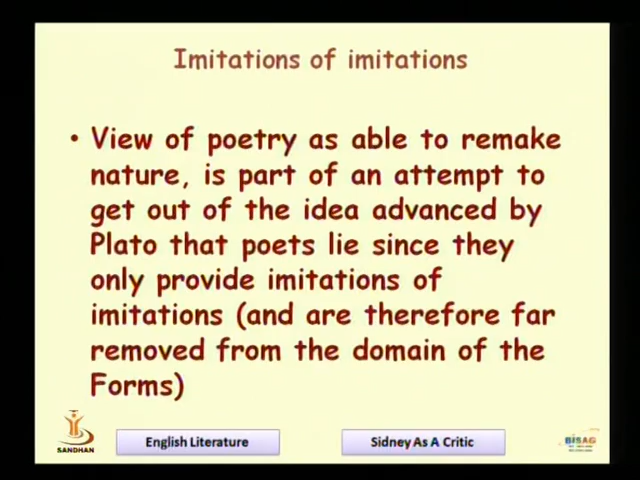 Imitations of imitations
• View of poetry as able to remake
nature, is part of an attempt to
get out of the idea advanced by
Plato that poets lie since they
only provide imitations of
imitations (and are therefore far
removed from the domain of the
Forms)
SANDHAN
English Literature
Sidney As A Critic
BISAG